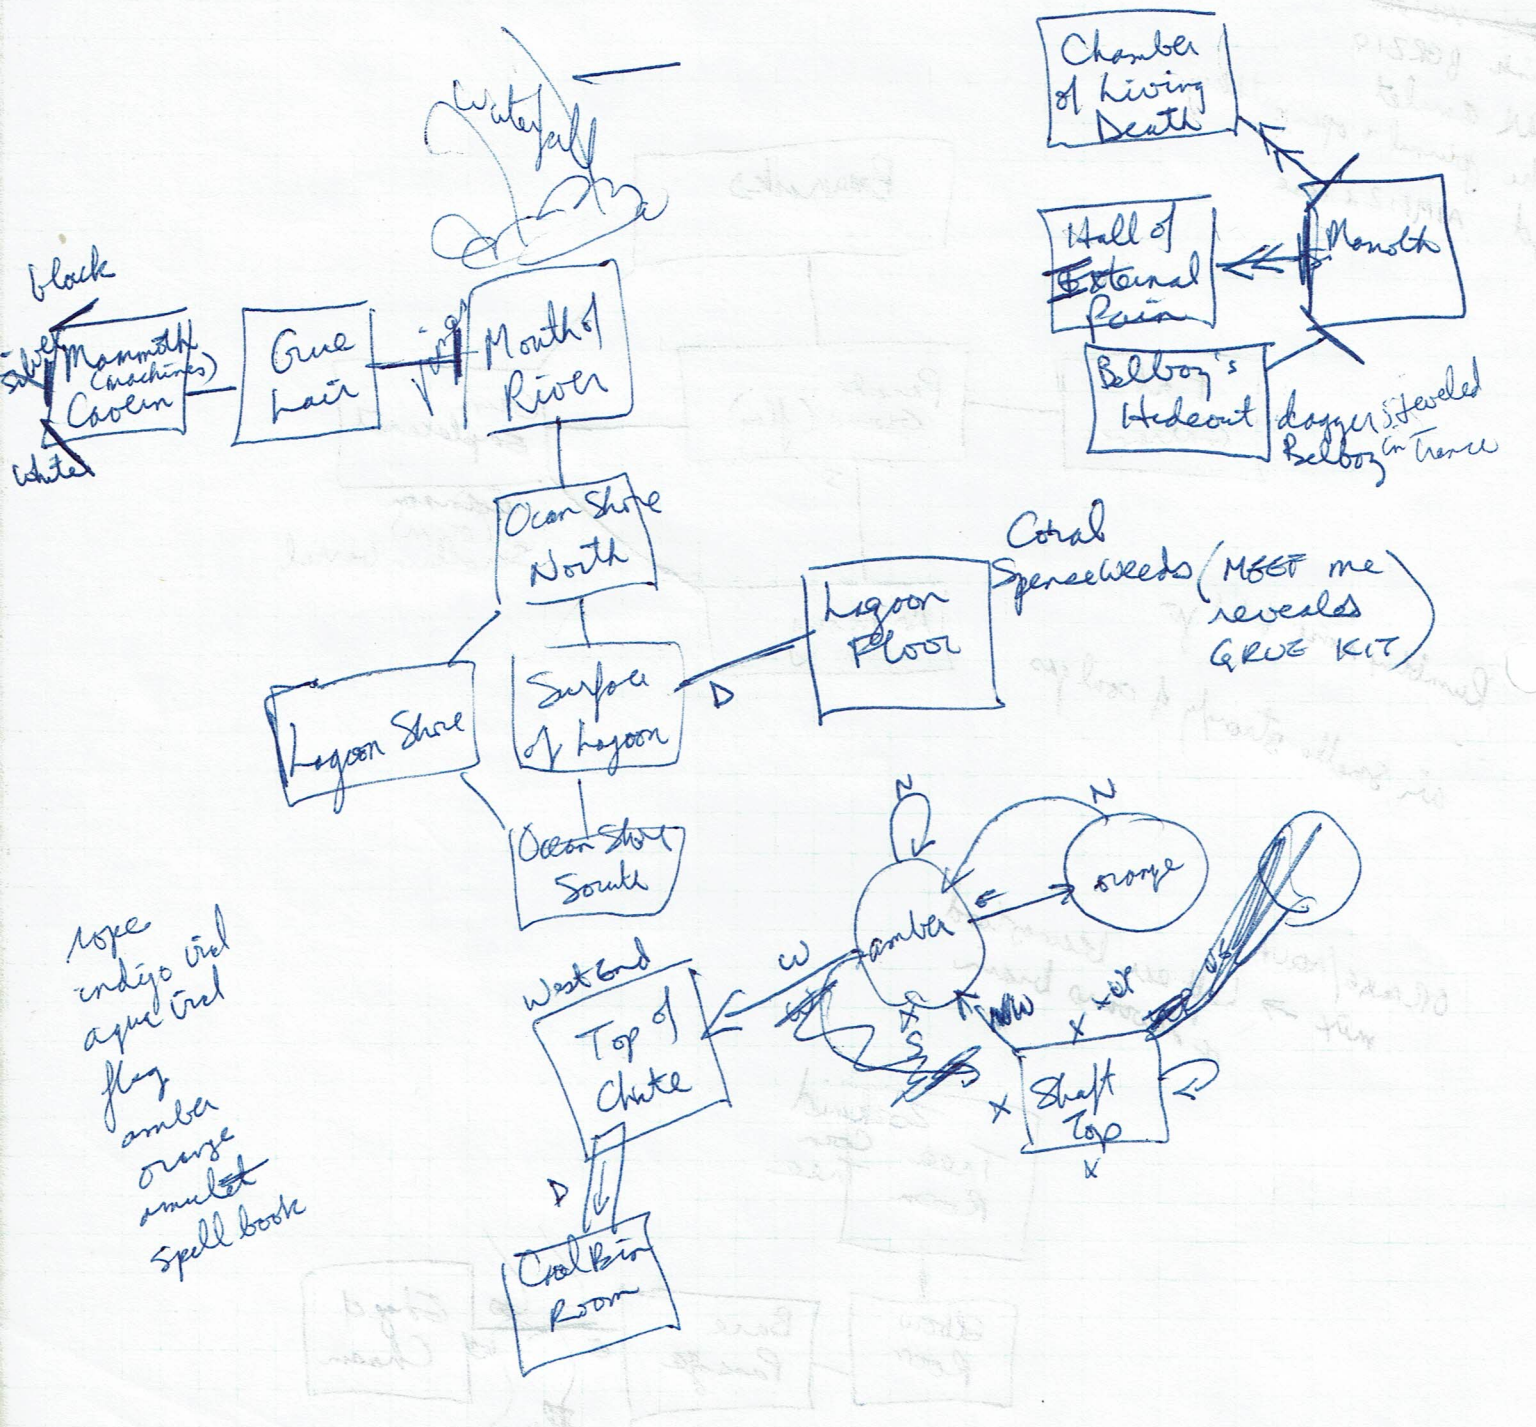 Waterfall
Chamber
of Living
Death
Hall of
External
Pain
Mamoth
Belboz's
Hideout
dagger is Jeweled
Belboz in Trance
black
silver
white
Mammoth
(machines)
Cavern
Grue
Lair
Mouth of
River
Ocean Shore
North
Lagoon
Floor
Coral
Spenseweeds (MEET me
reveals
GRUE KIT)
D
Surface
of Lagoon
Lagoon Shore
Ocean Shore
South
N
N
amber
E
orange
W
S
NW
UP
X
X
X
X
X
Shaft
Top
West End
Top of
Chute
D
Coal Bin
Room
rope
indigo vial
aqua vial
flag
amber
orange
amulet
spell book